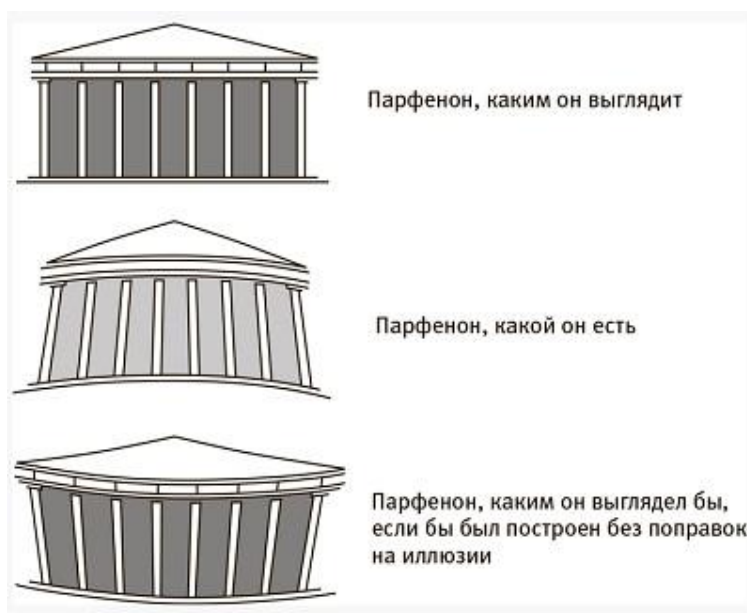 Парфенон, каким он выглядит
Парфенон, какой он есть
Парфенон, каким он выглядел бы,
если бы был построен без поправок
на иллюзии